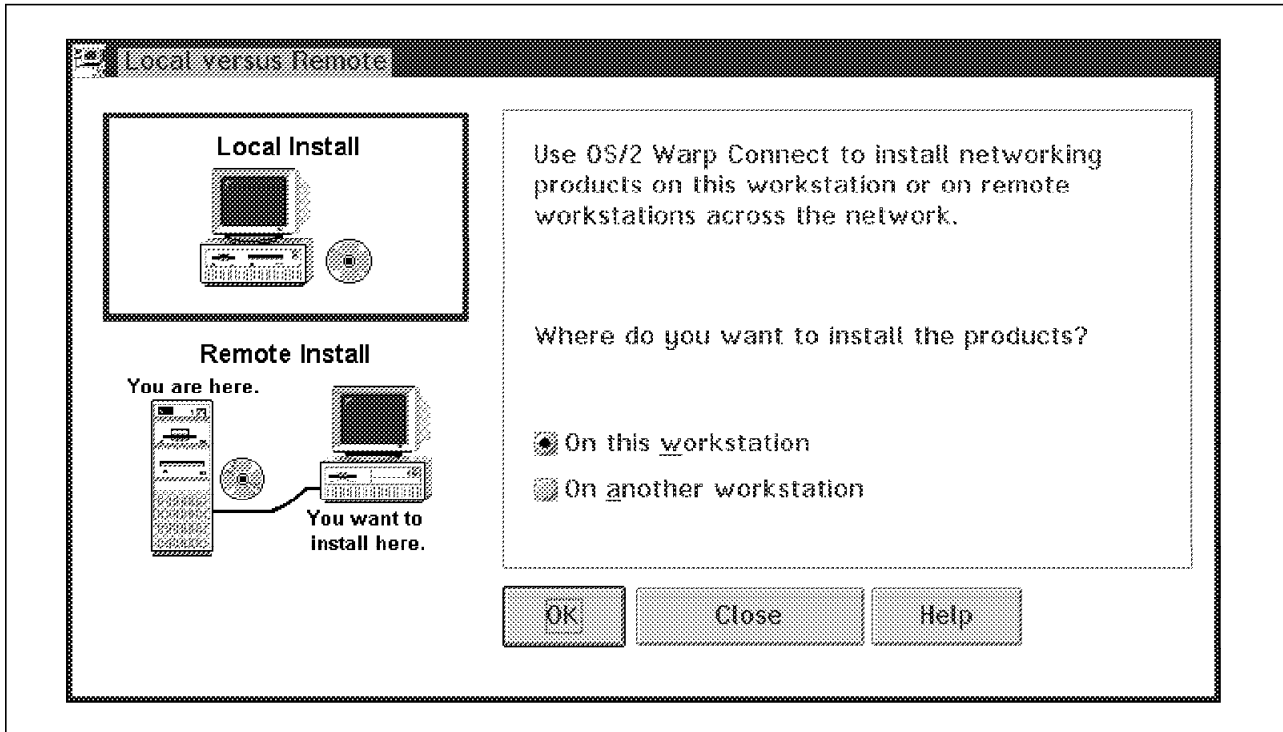 Local versus Remote
Local Install
Remote Install
You are here.
You want to
install here.
Use OS/2 Warp Connect to install networking
products on this workstation or on remote
workstations across the network.
Where do you want to install the products?
On this workstation
On another workstation
OK
Close
Help